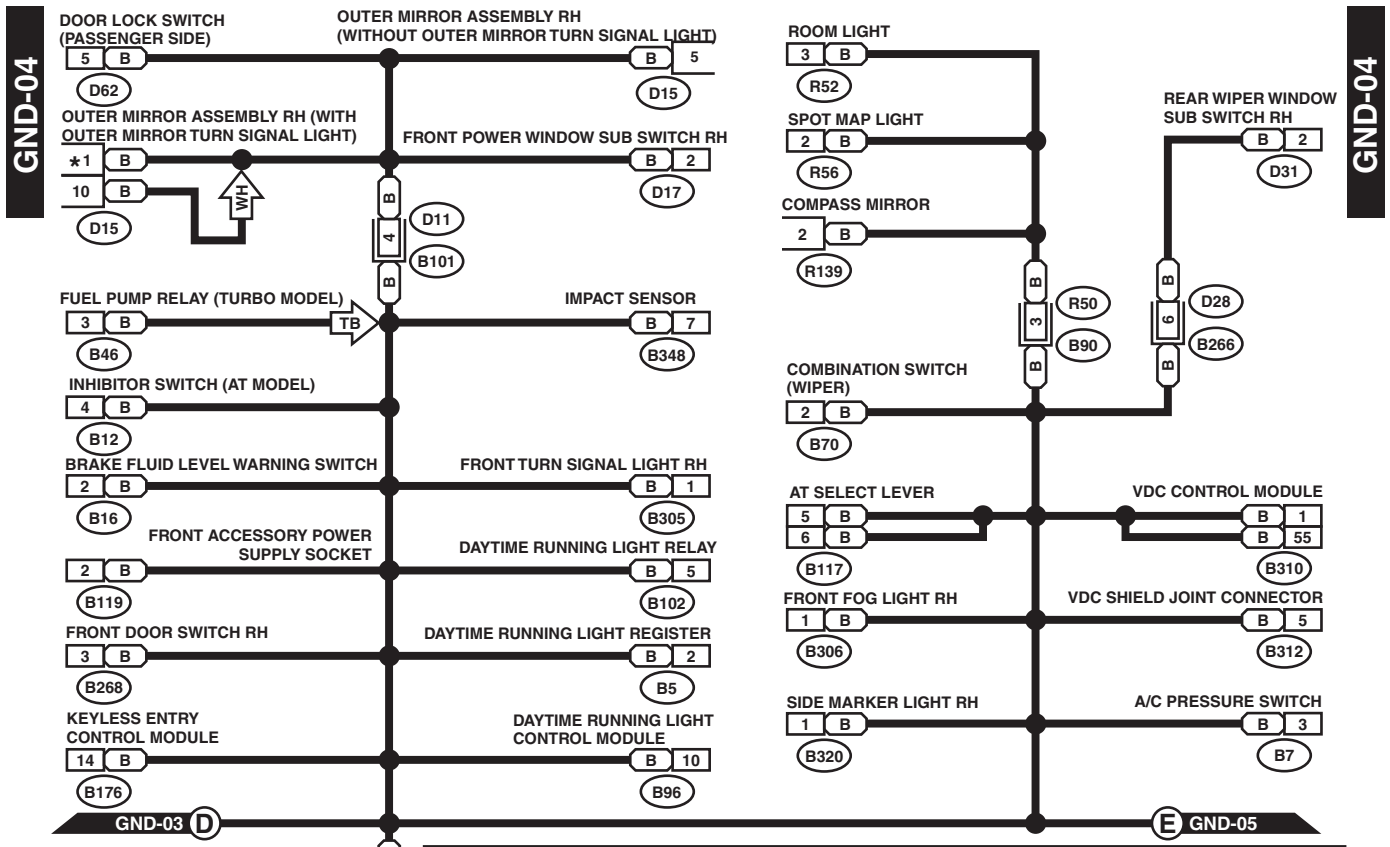 GND-04
GND-04
DOOR LOCK SWITCH
(PASSENGER SIDE)
5 B
D62
OUTER MIRROR ASSEMBLY RH
(WITHOUT OUTER MIRROR TURN SIGNAL LIGHT)
B 5
D15
OUTER MIRROR ASSEMBLY RH (WITH
OUTER MIRROR TURN SIGNAL LIGHT)
*1 B
10 B
D15
WH
FRONT POWER WINDOW SUB SWITCH RH
B 2
D17
B
4
B
D11
B101
FUEL PUMP RELAY (TURBO MODEL)
3 B
TB
B46
IMPACT SENSOR
B 7
B348
INHIBITOR SWITCH (AT MODEL)
4 B
B12
BRAKE FLUID LEVEL WARNING SWITCH
2 B
B16
FRONT TURN SIGNAL LIGHT RH
B 1
B305
FRONT ACCESSORY POWER
SUPPLY SOCKET
2 B
B119
DAYTIME RUNNING LIGHT RELAY
B 5
B102
FRONT DOOR SWITCH RH
3 B
B268
DAYTIME RUNNING LIGHT REGISTER
B 2
B5
KEYLESS ENTRY
CONTROL MODULE
14 B
B176
DAYTIME RUNNING LIGHT
CONTROL MODULE
B 10
B96
ROOM LIGHT
3 B
R52
SPOT MAP LIGHT
2 B
R56
COMPASS MIRROR
2 B
R139
REAR WIPER WINDOW
SUB SWITCH RH
B 2
D31
B
3
B
R50
B90
B
6
B
D28
B266
COMBINATION SWITCH
(WIPER)
2 B
B70
AT SELECT LEVER
5 B
6 B
B117
VDC CONTROL MODULE
B 1
B 55
B310
FRONT FOG LIGHT RH
1 B
B306
VDC SHIELD JOINT CONNECTOR
B 5
B312
SIDE MARKER LIGHT RH
1 B
B320
A/C PRESSURE SWITCH
B 3
B7
GND-03 D
E GND-05